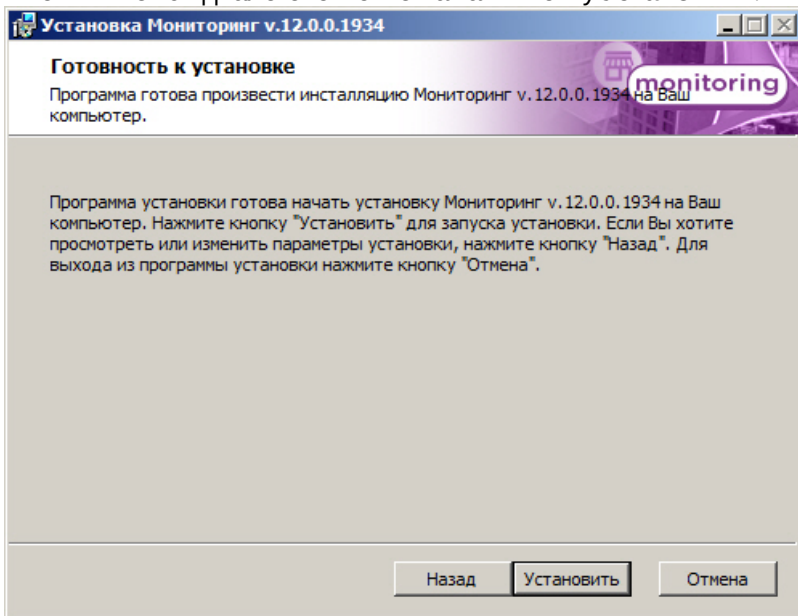 Установка Мониторинг v.12.0.0.1934
Готовность к установке
Программа готова произвести инсталляцию Мониторинг v.12.0.0.1934 на Ваш
компьютер.
monitoring
Программа установки готова начать установку Мониторинг v.12.0.0.1934 на Ваш
компьютер. Нажмите кнопку "Установить" для запуска установки. Если Вы хотите
просмотреть или изменить параметры установки, нажмите кнопку "Назад". Для
выхода из программы установки нажмите кнопку "Отмена".
Назад
Установить
Отмена